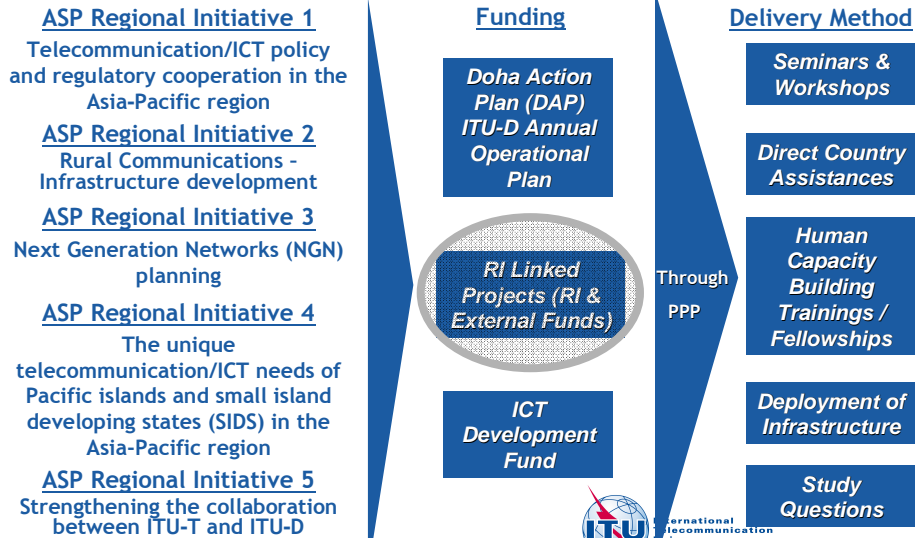 ASP Regional Initiative 1
Telecommunication/ICT policy
and regulatory cooperation in the
Asia-Pacific region
ASP Regional Initiative 2
Rural Communications –
Infrastructure development
ASP Regional Initiative 3
Next Generation Networks (NGN)
planning
ASP Regional Initiative 4
The unique
telecommunication/ICT needs of
Pacific islands and small island
developing states (SIDS) in the
Asia-Pacific region
ASP Regional Initiative 5
Strengthening the collaboration
between ITU-T and ITU-D
Funding
Doha Action
Plan (DAP)
ITU-D Annual
Operational
Plan
RI Linked
Projects (RI &
External Funds)
ICT
Development
Fund
Through
PPP
Delivery Method
Seminars &
Workshops
Direct Country
Assistances
Human
Capacity
Building
Trainings /
Fellowships
Deployment of
Infrastructure
Study
Questions
ITU
ernational
elecommunication